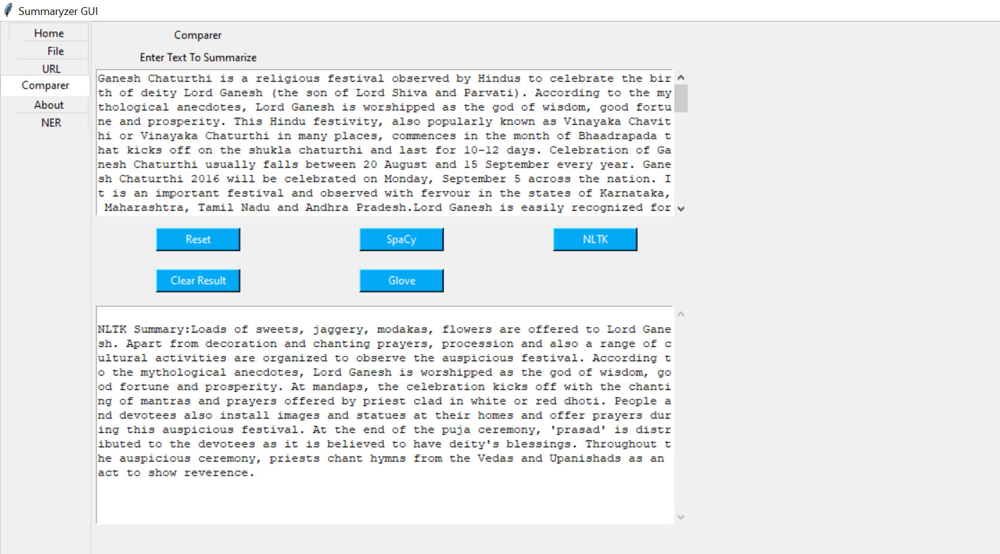 Summaryzer GUI
Home
File
URL
Comparer
About
NER
Comparer
Enter Text To Summarize
Ganesh Chaturthi is a religious festival observed by Hindus to celebrate the bir
th of deity Lord Ganesh (the son of Lord Shiva and Parvati). According to the my
thological anecdotes, Lord Ganesh is worshipped as the god of wisdom, good fortu
ne and prosperity. This Hindu festivity, also popularly known as Vinayaka Chavit
hi or Vinayaka Chaturthi in many places, commences in the month of Bhaadrapada t
hat kicks off on the shukla chaturthi and last for 10-12 days. Celebration of Ga
nesh Chaturthi usually falls between 20 August and 15 September every year. Gane
sh Chaturthi 2016 will be celebrated on Monday, September 5 across the nation. I
t is an important festival and observed with fervour in the states of Karnataka,
Maharashtra, Tamil Nadu and Andhra Pradesh.Lord Ganesh is easily recognized for
Reset
SpaCy
NLTK
Clear Result
Glove
NLTK Summary:Loads of sweets, jaggery, modakas, flowers are offered to Lord Gane
sh. Apart from decoration and chanting prayers, procession and also a range of c
ultural activities are organized to observe the auspicious festival. According t
o the mythological anecdotes, Lord Ganesh is worshipped as the god of wisdom, go
od fortune and prosperity. At mandaps, the celebration kicks off with the chanti
ng of mantras and prayers offered by priest clad in white or red dhoti. People a
nd devotees also install images and statues at their homes and offer prayers dur
ing this auspicious festival. At the end of the puja ceremony, 'prasad' is distr
ibuted to the devotees as it is believed to have deity's blessings. Throughout t
he auspicious ceremony, priests chant hymns from the Vedas and Upanishads as an
act to show reverence.